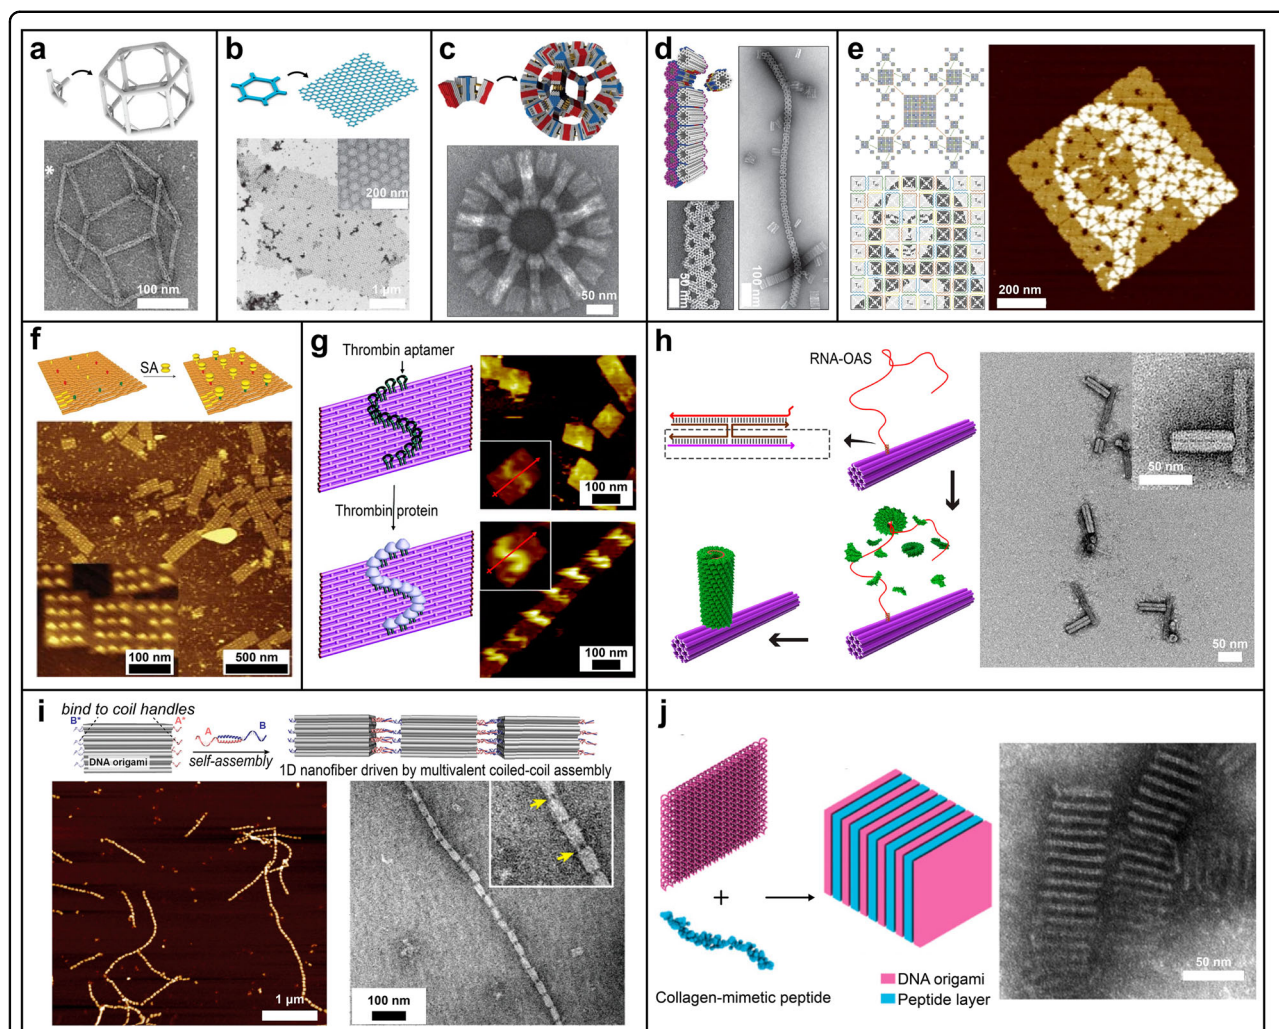 a
b
c
d
e
*
100 nm
200 nm
1 µm
50 nm
50 nm
100 nm
200 nm
f
SA
100 nm
500 nm
g
Thrombin aptamer
Thrombin protein
100 nm
100 nm
h
RNA-OAS
50 nm
50 nm
i
bind to coil handles
B* A*
A B
DNA origami
self-assembly
1D nanofiber driven by multivalent coiled-coil assembly
1 µm
100 nm
j
+
Collagen-mimetic peptide
DNA origami
Peptide layer
50 nm